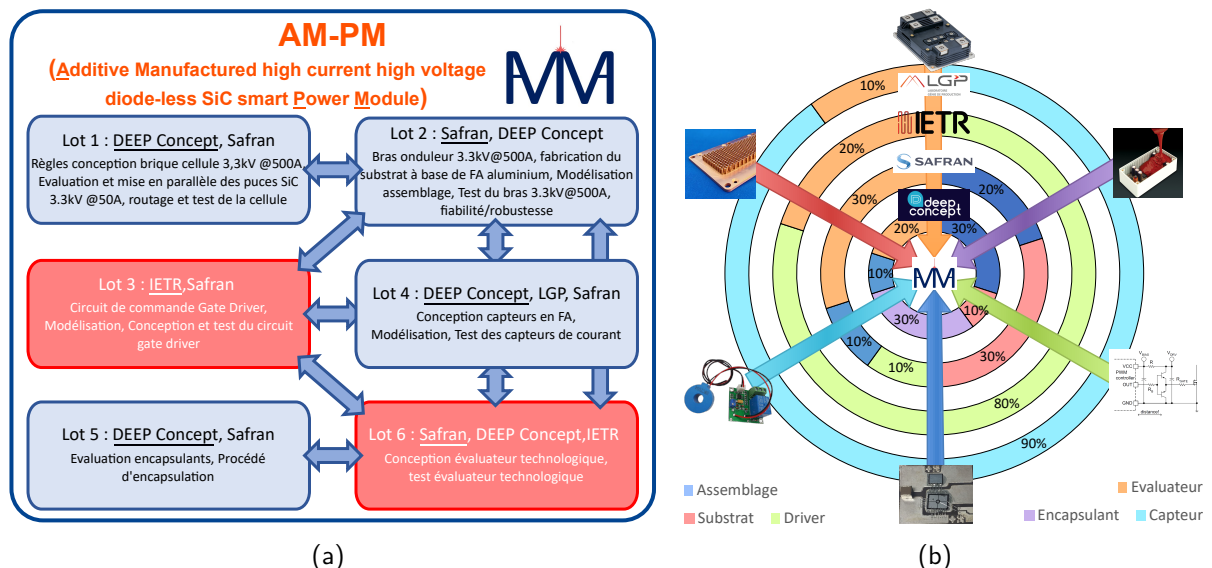 AM-PM
(Additive Manufactured high current high voltage
diode-less SiC smart Power Module)
Lot 1 : DEEP Concept, Safran
Règles conception brique cellule 3,3kV @500A,
Evaluation et mise en parallèle des puces SiC
3.3kV @50A, routage et test de la cellule
Lot 2 : Safran, DEEP Concept
Bras onduleur 3.3kV@500A, fabrication du
substrat à base de FA aluminium, Modélisation
assemblage, Test du bras 3.3kV@500A,
fiabilité/robustesse
Lot 3 : IETR,Safran
Circuit de commande Gate Driver,
Modélisation, Conception et test du circuit
gate driver
Lot 4 : DEEP Concept, LGP, Safran
Conception capteurs en FA,
Modélisation, Test des capteurs de courant
Lot 5 : DEEP Concept, Safran
Evaluation encapsulants, Procédé
d'encapsulation
Lot 6 : Safran, DEEP Concept,IETR
Conception évaluateur technologique,
test évaluateur technologique
(a)
10%
LGP
20%
IETR
30%
SAFRAN
20%
deep
concept
20%
30%
10%
30%
10%
10%
10%
30%
80%
90%
VCC
PWM
controller
OUT
GND
R
distance!
Assemblage
Substrat
Driver
Evaluateur
Encapsulant
Capteur
(b)